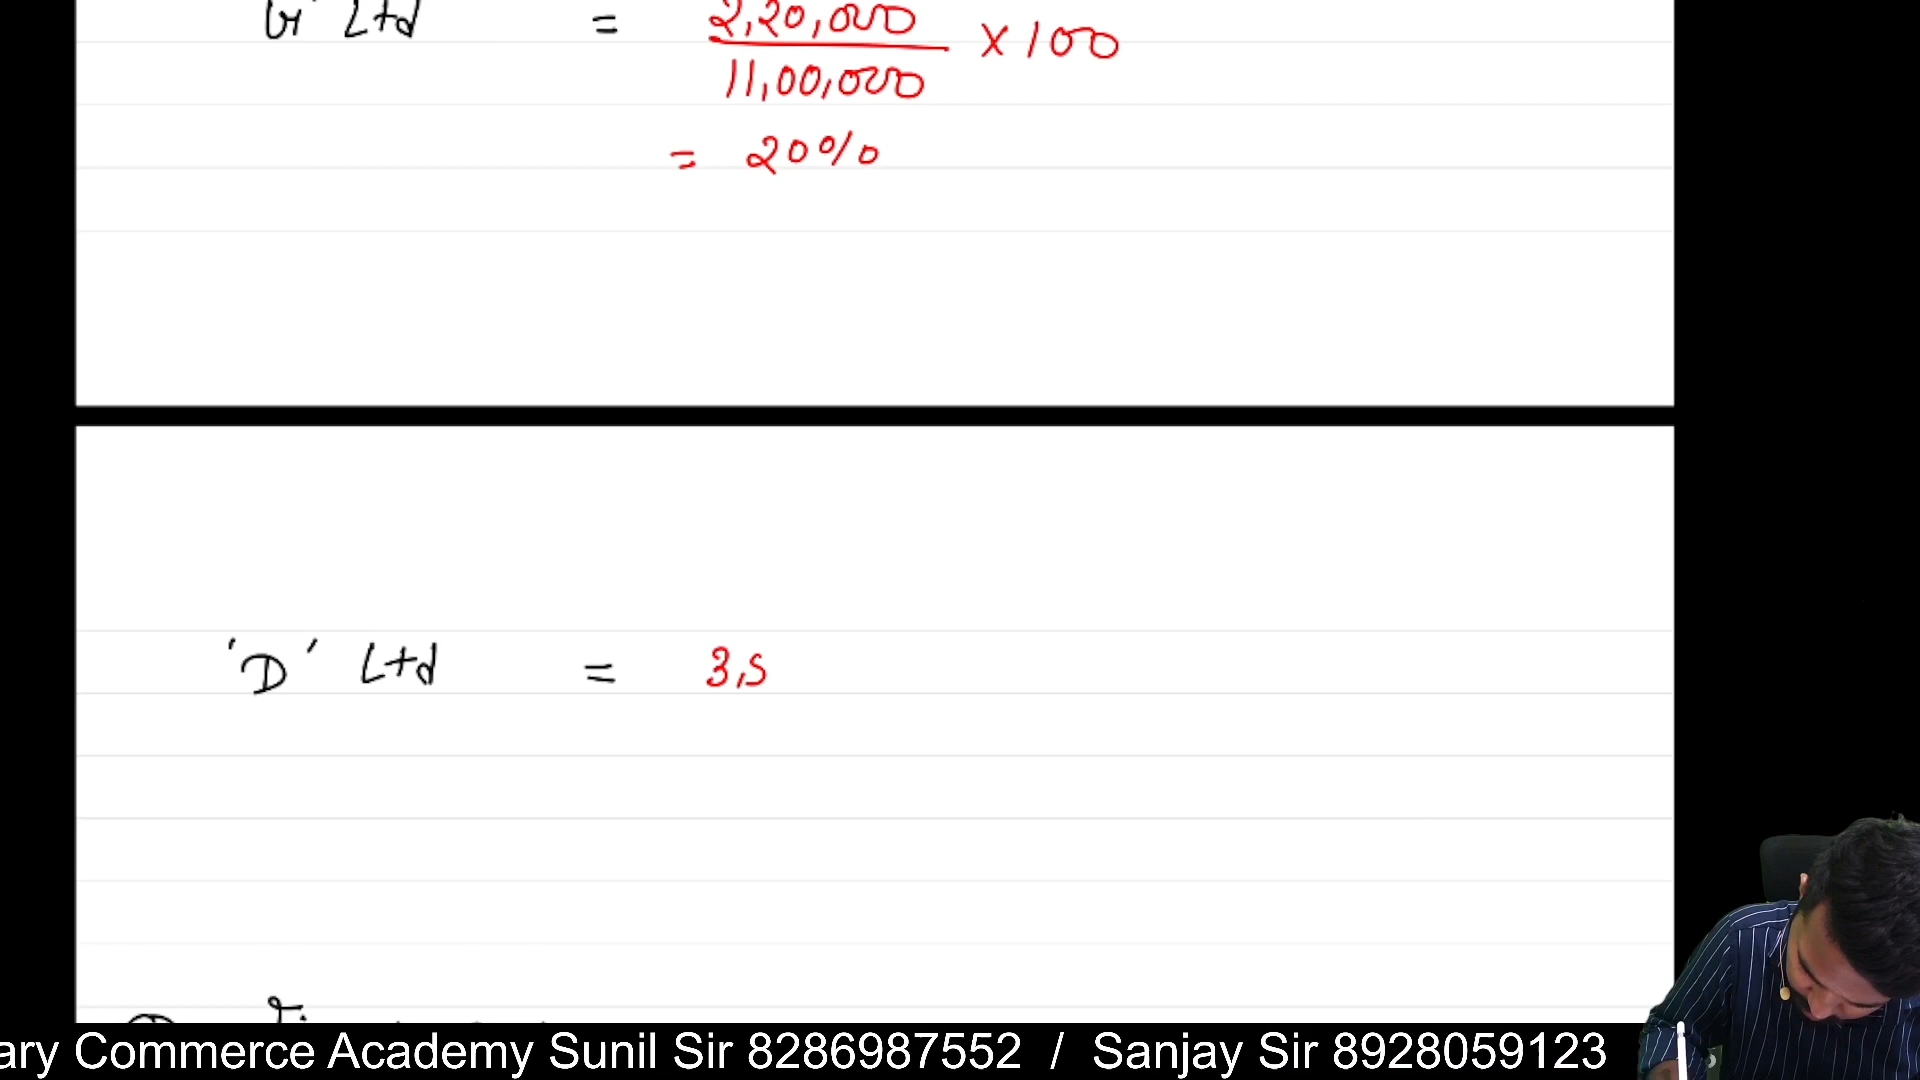 'G' Ltd = 2,20,000 × 100
11,00,000
= 20%
'D' Ltd = 3,5
ary Commerce Academy Sunil Sir 8286987552 / Sanjay Sir 8928059123